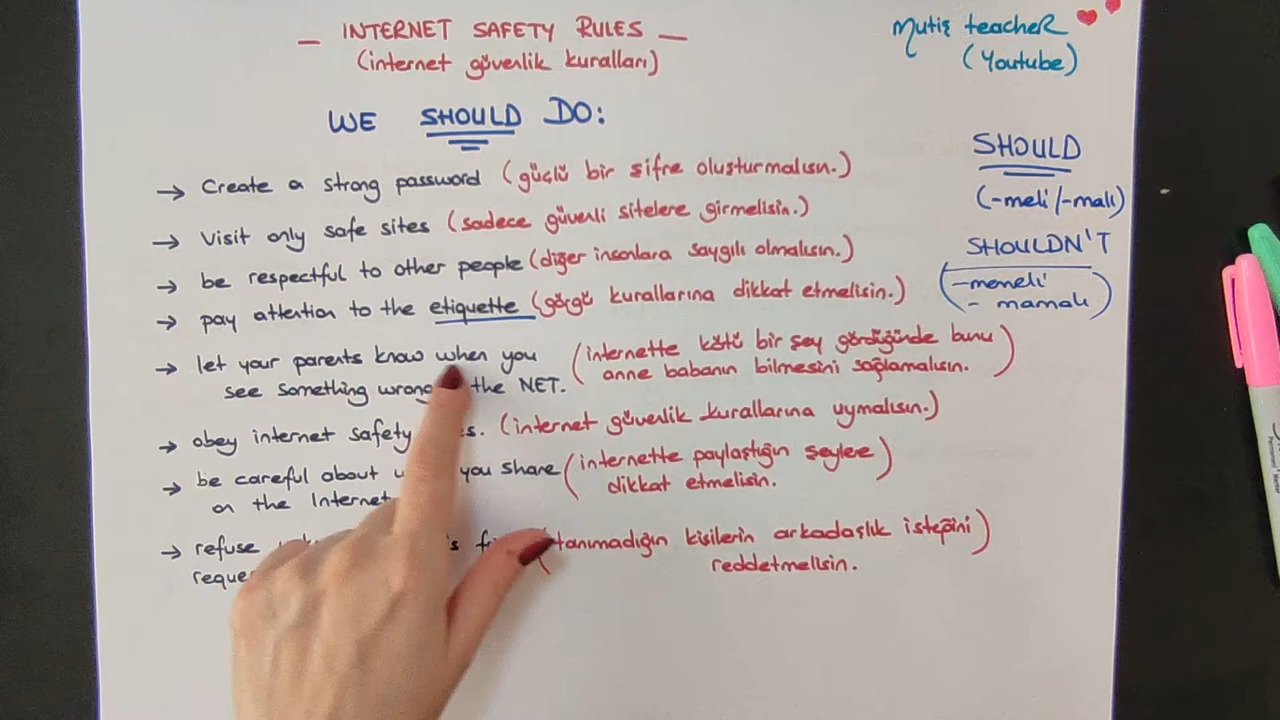 _ INTERNET SAFETY RULES _
(internet güvenlik kuralları)
mutiş teacher
(Youtube)
WE SHOULD DO:
→ Create a strong password (güçlü bir şifre oluşturmalısın.)
→ Visit only safe sites (sadece güvenli sitelere girmelisin.)
→ be respectful to other people (diğer insanlara saygılı olmalısın.)
→ pay attention to the etiquette (görgü kurallarına dikkat etmelisin.)
→ let your parents know when you (internette kötü bir şey gördüğünde bunu
see something wrong the NET. anne babanın bilmesini sağlamalısın.)
→ obey internet safety (internet güvenlik kurallarına uymalısın.)
→ be careful about you share (internette paylaştığın şeylere
on the Internet dikkat etmelisin.)
→ refuse (tanımadığın kişilerin arkadaşlık isteğini)
reddetmelisin.
SHOULD
(-meli/-malı)
SHOULDN'T
(-memeli
- mamalı)